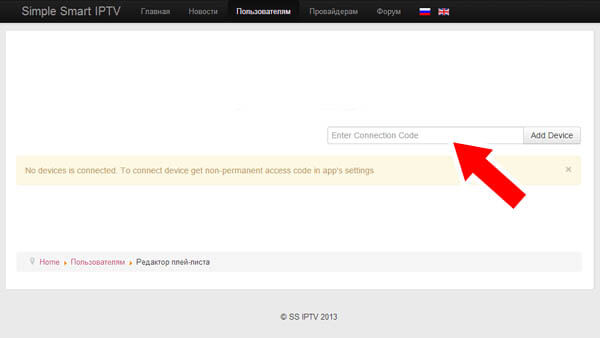 Simple Smart IPTV Главная Новости Пользователям Провайдерам Форум
Enter Connection Code Add Device
No devices is connected. To connect device get non-permanent access code in app's settings ×
Home Пользователям Редактор плей-листа
© SS IPTV 2013